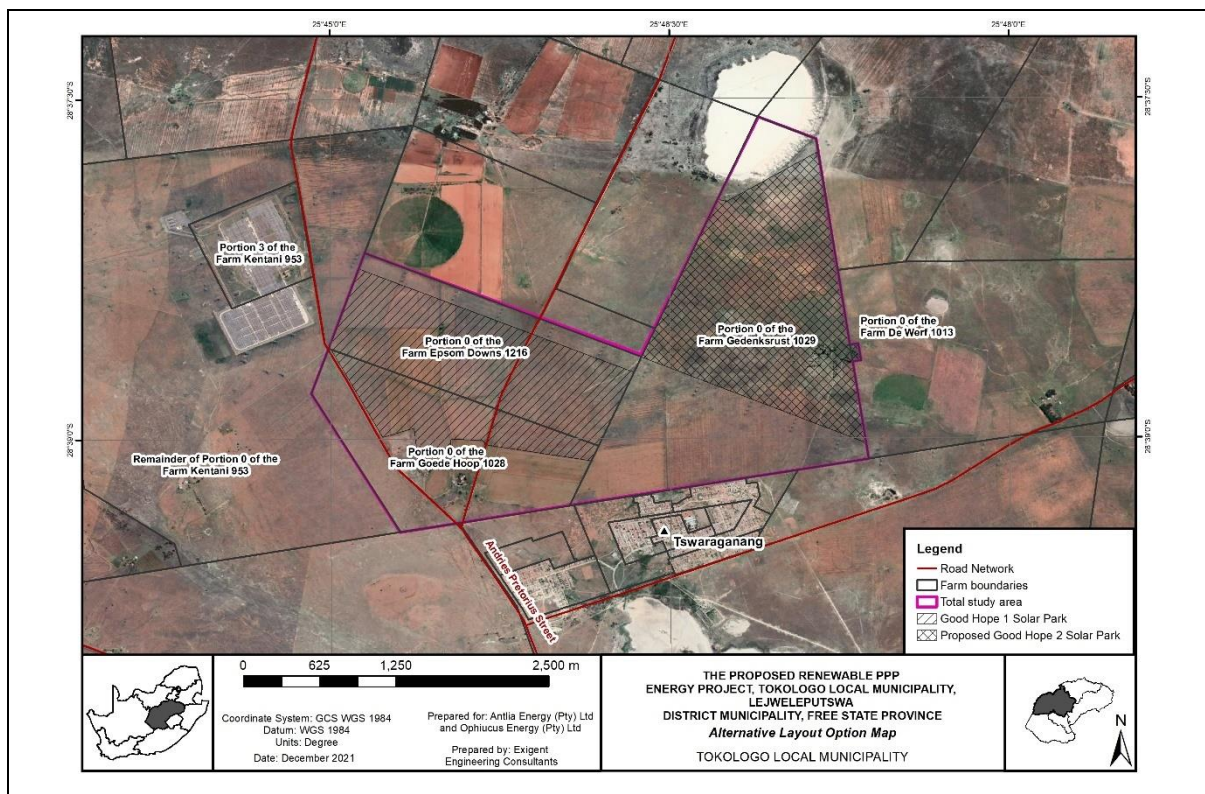 25°45'0"E
25°46'30"E
25°48'0"E
28°37'30"S
28°37'30"S
Portion 3 of the
Farm Kentani 953
Portion 0 of the
Farm Epsom Downs 1216
Portion 0 of the
Farm Gedenksrust 1029
Portion 0 of the
Farm De Werf 1013
28°39'0"S
28°39'0"S
Remainder of Portion 0 of the
Farm Kentani 953
Portion 0 of the
Farm Goede Hoop 1028
Tswaraganang
Andries Pretorius Street
Legend
Road Network
Farm boundaries
Total study area
Good Hope 1 Solar Park
Proposed Good Hope 2 Solar Park
0 625 1,250 2,500 m
Coordinate System: GCS WGS 1984
Datum: WGS 1984
Units: Degree
Date: December 2021
Prepared for: Antlia Energy (Pty) Ltd
and Ophiucus Energy (Pty) Ltd
Prepared by: Exigent
Engineering Consultants
THE PROPOSED RENEWABLE PPP
ENERGY PROJECT, TOKOLOGO LOCAL MUNICIPALITY,
LEJWELEPUTSWA
DISTRICT MUNICIPALITY, FREE STATE PROVINCE
Alternative Layout Option Map
TOKOLOGO LOCAL MUNICIPALITY
N